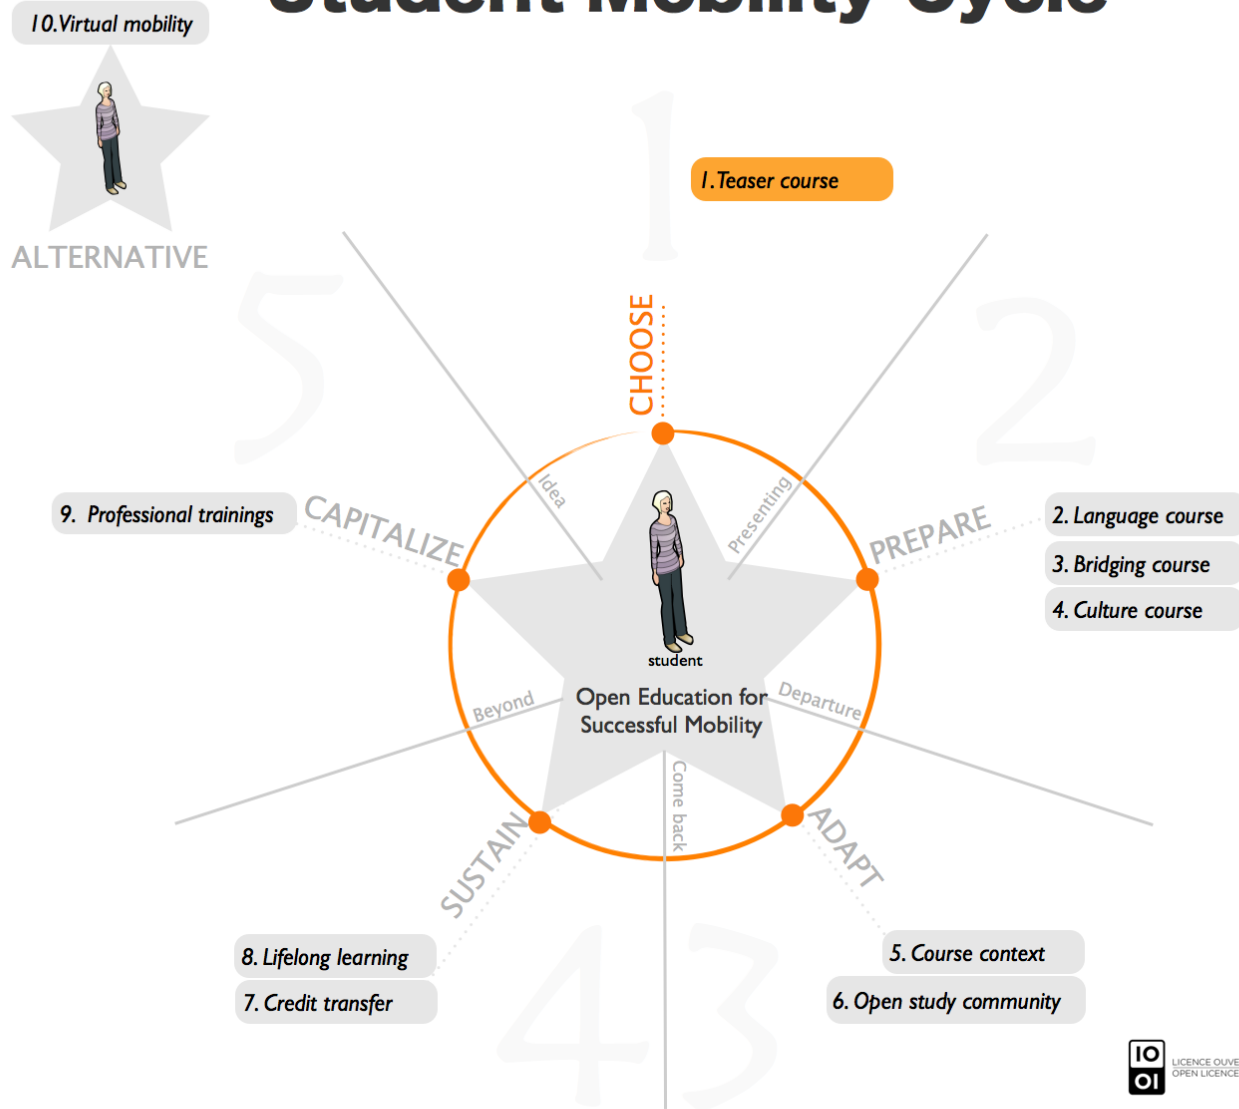 Student Mobility Cycle
10. Virtual mobility
ALTERNATIVE
1
1. Teaser course
CHOOSE
2
5
Idea
Presenting
CAPITALIZE
9. Professional trainings
PREPARE
2. Language course
3. Bridging course
4. Culture course
student
Open Education for
Successful Mobility
Beyond
Departure
Come back
SUSTAIN
ADAPT
8. Lifelong learning
7. Credit transfer
4
3
5. Course context
6. Open study community
IO
OI
LICENCE OUVE
OPEN LICENCE